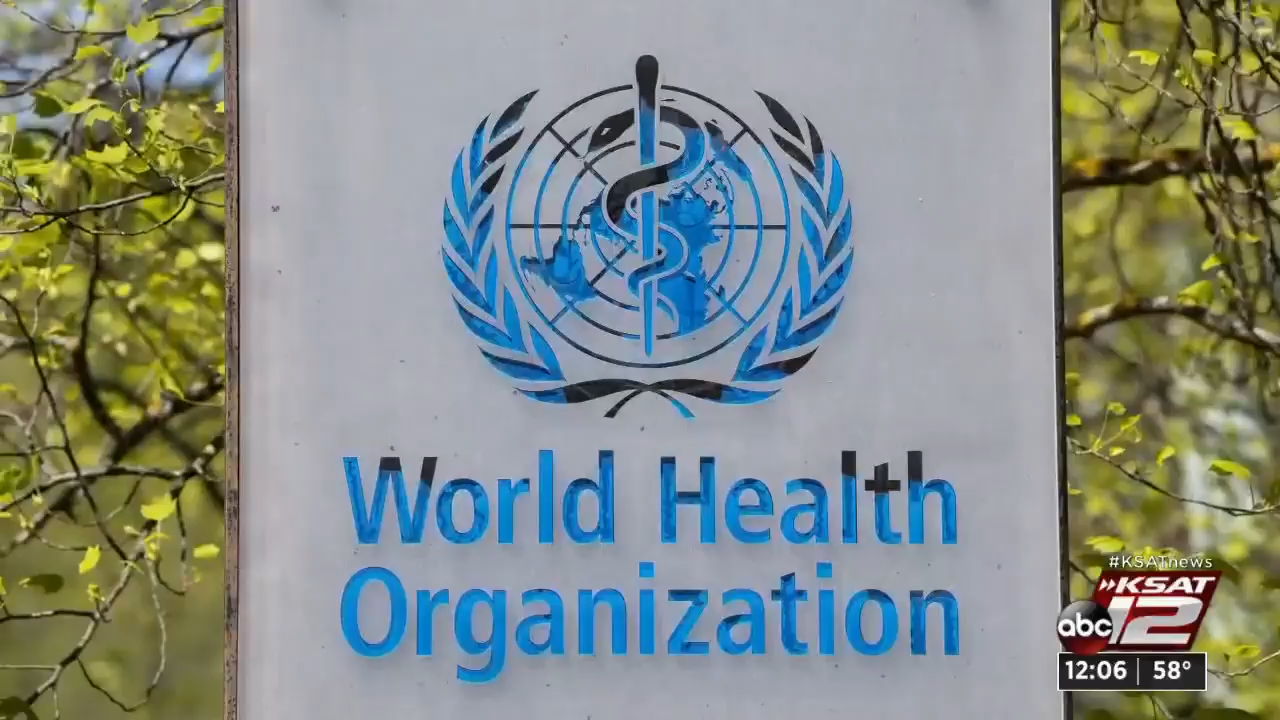 World Health
Organization
#KSATnews
»KSAT
12
abc
12:06 | 58°